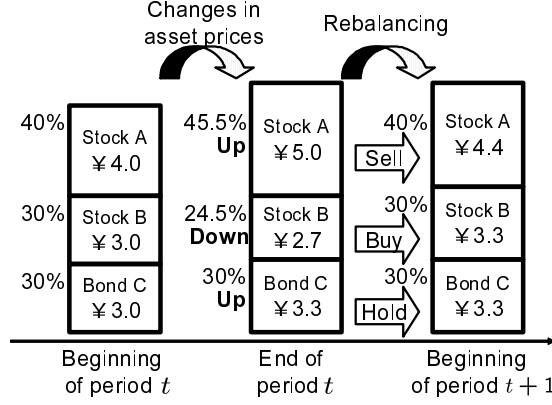 Changes in
asset prices
Rebalancing
40%
Stock A
¥4.0
30%
Stock B
¥3.0
30%
Bond C
¥3.0
45.5%
Up
Stock A
¥5.0
24.5%
Down
Stock B
¥2.7
30%
Up
Bond C
¥3.3
Sell
Buy
Hold
40%
Stock A
¥4.4
30%
Stock B
¥3.3
30%
Bond C
¥3.3
Beginning
of period t
End of
period t
Beginning
of period t + 1